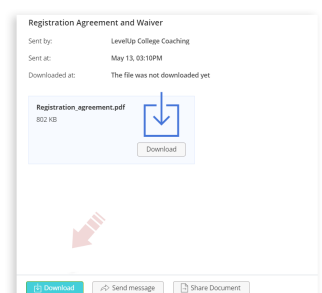 Registration Agreement and Waiver
Sent by: LevelUp College Coaching
Sent at: May 13, 03:10PM
Downloaded at: The file was not downloaded yet
Registration_agreement.pdf
802 KB
Download
Download Send message Share Document